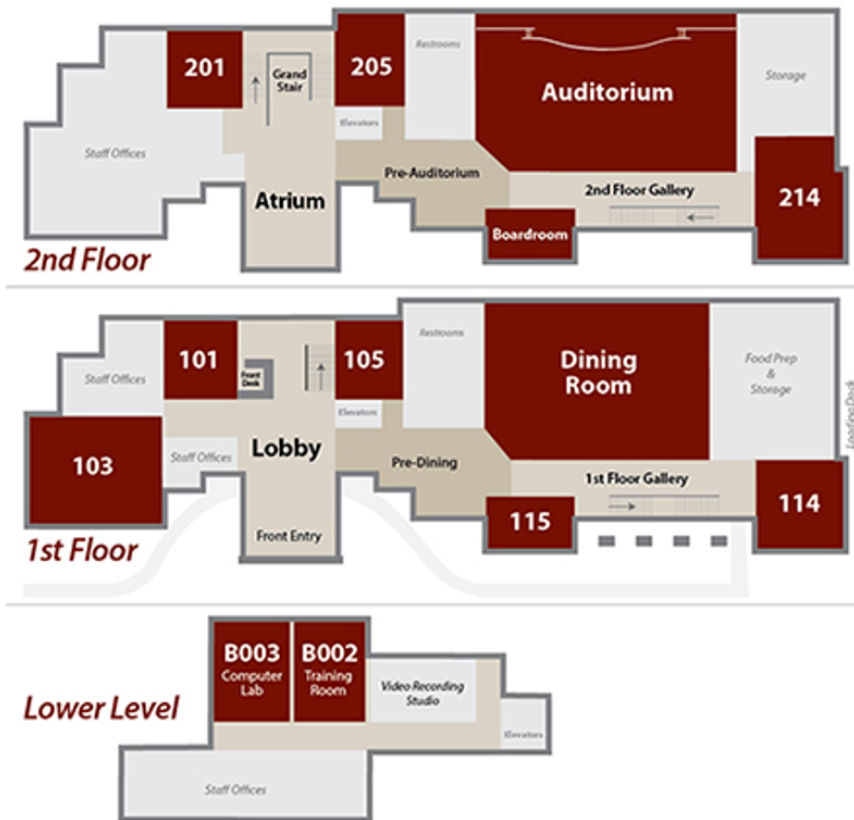 201
Grand
Stair
205
Restrooms
Auditorium
Storage
Elevators
Staff Offices
Pre-Auditorium
Atrium
2nd Floor Gallery
214
Boardroom
2nd Floor
101
Front
Desk
105
Restrooms
Dining
Room
Food Prep
&
Storage
Staff Offices
Elevators
Loading Dock
103
Staff Offices
Lobby
Pre-Dining
1st Floor Gallery
114
115
Front Entry
1st Floor
B003
Computer
Lab
B002
Training
Room
Video Recording
Studio
Lower Level
Elevators
Staff Offices